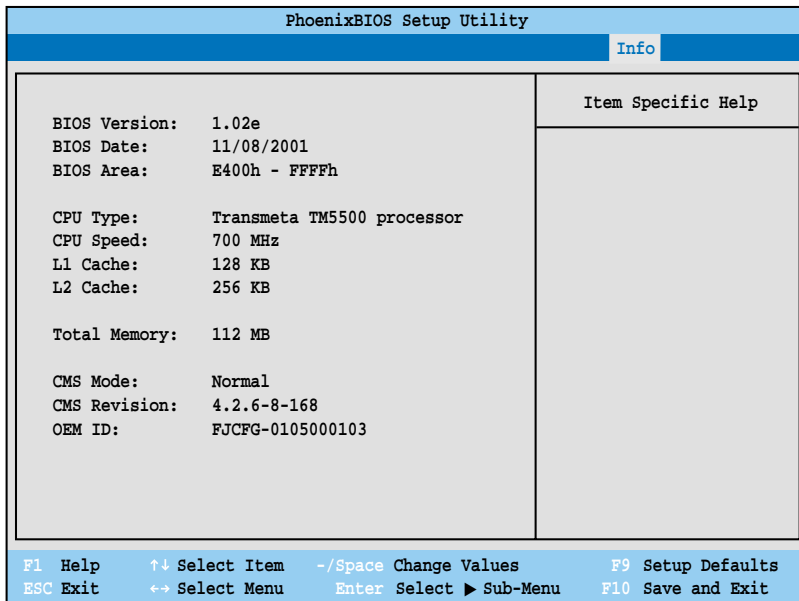 PhoenixBIOS Setup Utility
Info
Item Specific Help
BIOS Version: 1.02e
BIOS Date: 11/08/2001
BIOS Area: E400h - FFFFh
CPU Type: Transmeta TM5500 processor
CPU Speed: 700 MHz
L1 Cache: 128 KB
L2 Cache: 256 KB
Total Memory: 112 MB
CMS Mode: Normal
CMS Revision: 4.2.6-8-168
OEM ID: FJCFG-0105000103
F1 Help ↑↓ Select Item -/Space Change Values F9 Setup Defaults
ESC Exit ←→ Select Menu Enter Select ▶ Sub-Menu F10 Save and Exit